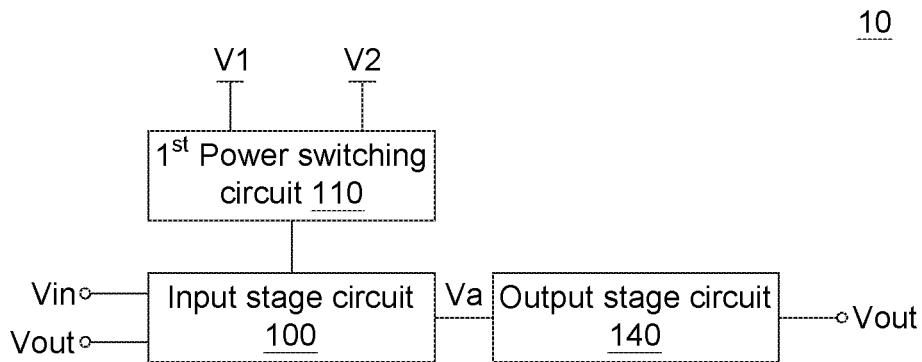 10
V1 V2
1st Power switching
circuit 110
Vin
Input stage circuit
100
Va
Output stage circuit
140
Vout
Vout